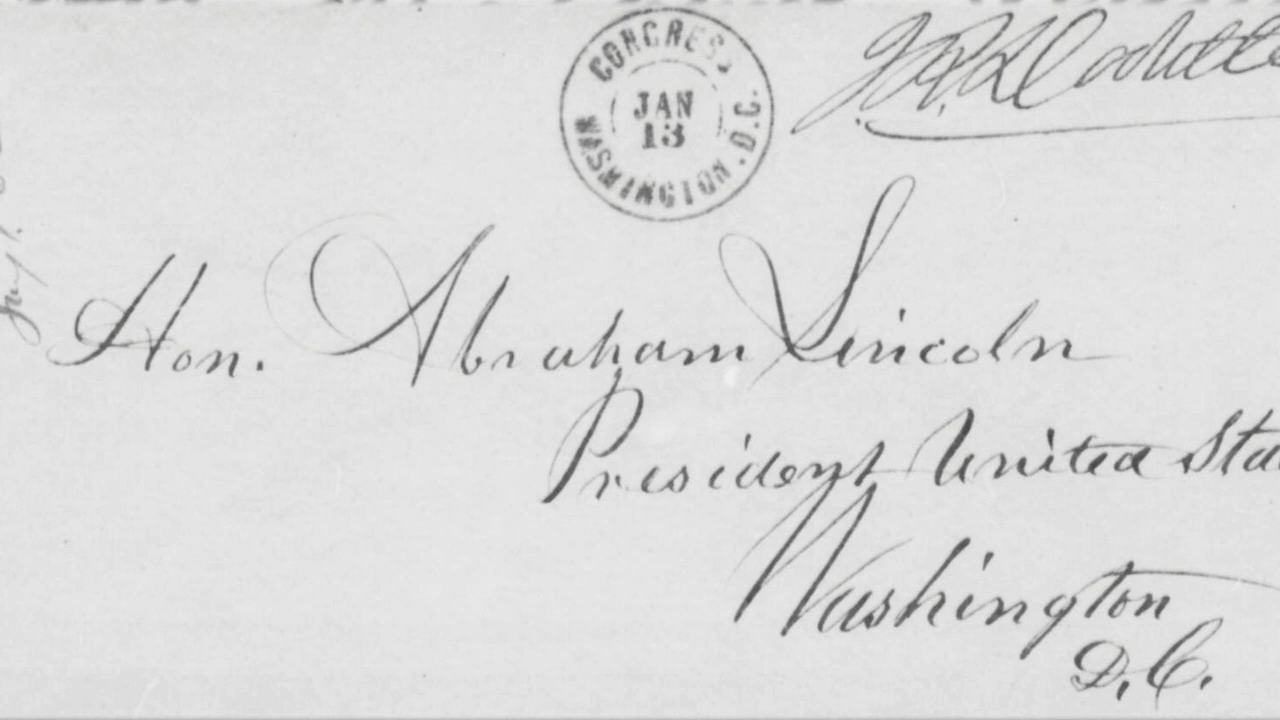 CONGRESS
JAN
13
WASHINGTON. D.C.
Hon. Abraham Lincoln
President United Sta
Washington
D.C.